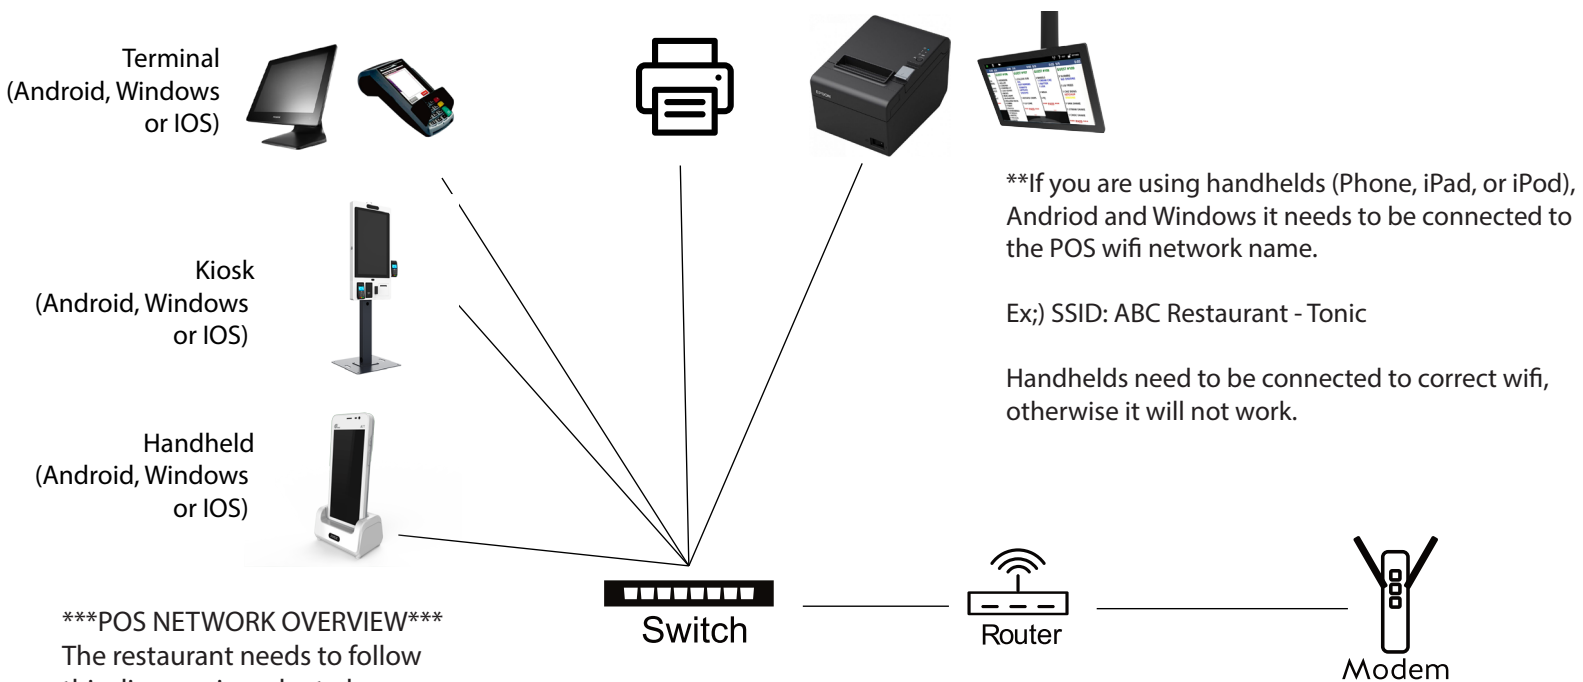 Terminal
(Android, Windows
or IOS)
EPSON
**If you are using handhelds (Phone, iPad, or iPod),
Andriod and Windows it needs to be connected to
the POS wifi network name.
Kiosk
(Android, Windows
or IOS)
Ex;) SSID: ABC Restaurant - Tonic
Handhelds need to be connected to correct wifi,
otherwise it will not work.
Handheld
(Android, Windows
or IOS)
***POS NETWORK OVERVIEW***
The restaurant needs to follow
Switch
Router
Modem